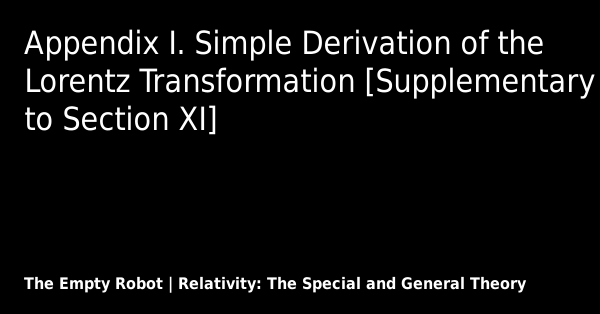 Appendix I. Simple Derivation of the
Lorentz Transformation [Supplementary
to Section XI]
The Empty Robot | Relativity: The Special and General Theory